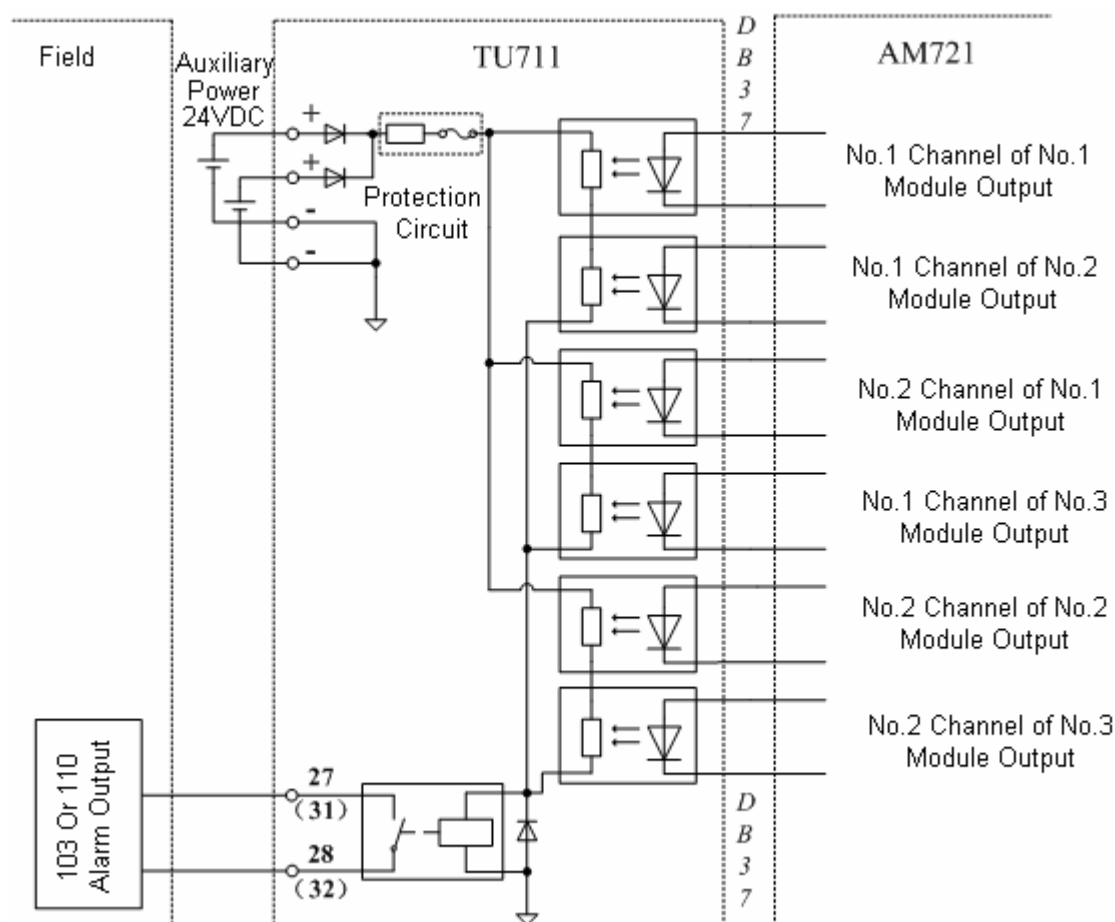 Field
Auxiliary
Power
24VDC
TU711
D
B
3
7
AM721
+
+
-
-
Protection
Circuit
No.1 Channel of No.1
Module Output
No.1 Channel of No.2
Module Output
No.2 Channel of No.1
Module Output
No.1 Channel of No.3
Module Output
No.2 Channel of No.2
Module Output
No.2 Channel of No.3
Module Output
103 Or 110
Alarm Output
27
(31)
28
(32)
D
B
3
7